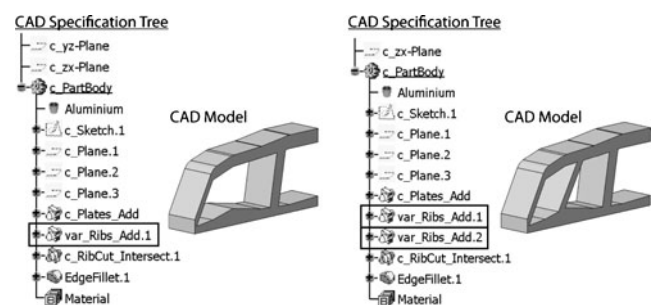 CAD Specification Tree
c_yz-Plane
c_zx-Plane
c_PartBody
Aluminium
c_Sketch.1
CAD Model
c_Plane.1
c_Plane.2
c_Plane.3
c_Plates_Add
var_Ribs_Add.1
c_RibCut_Intersect.1
EdgeFillet.1
Material
CAD Specification Tree
c_zx-Plane
c_PartBody
Aluminium
c_Sketch.1
CAD Model
c_Plane.1
c_Plane.2
c_Plane.3
c_Plates_Add
var_Ribs_Add.1
var_Ribs_Add.2
c_RibCut_Intersect.1
EdgeFillet.1
Material